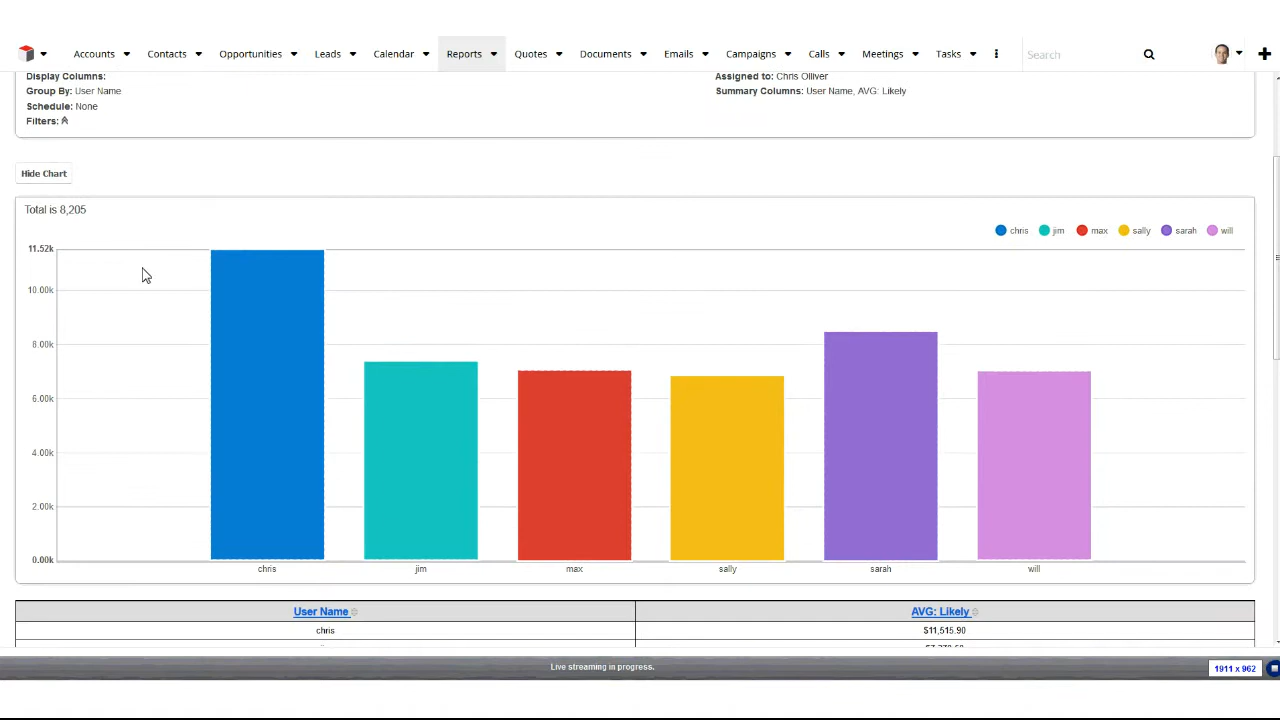 Accounts Contacts Opportunities Leads Calendar Reports Quotes Documents Emails Campaigns Calls Meetings Tasks Search
Display Columns: Assigned to: Chris Olliver
Group By: User Name Summary Columns: User Name, AVG: Likely
Schedule: None
Filters:
Hide Chart
Total is 8,205
chris jim max sally sarah will
11.52k
10.00k
8.00k
6.00k
4.00k
2.00k
0.00k
chris jim max sally sarah will
User Name AVG: Likely
chris $11,515.90
Live streaming in progress. 1911 x 962